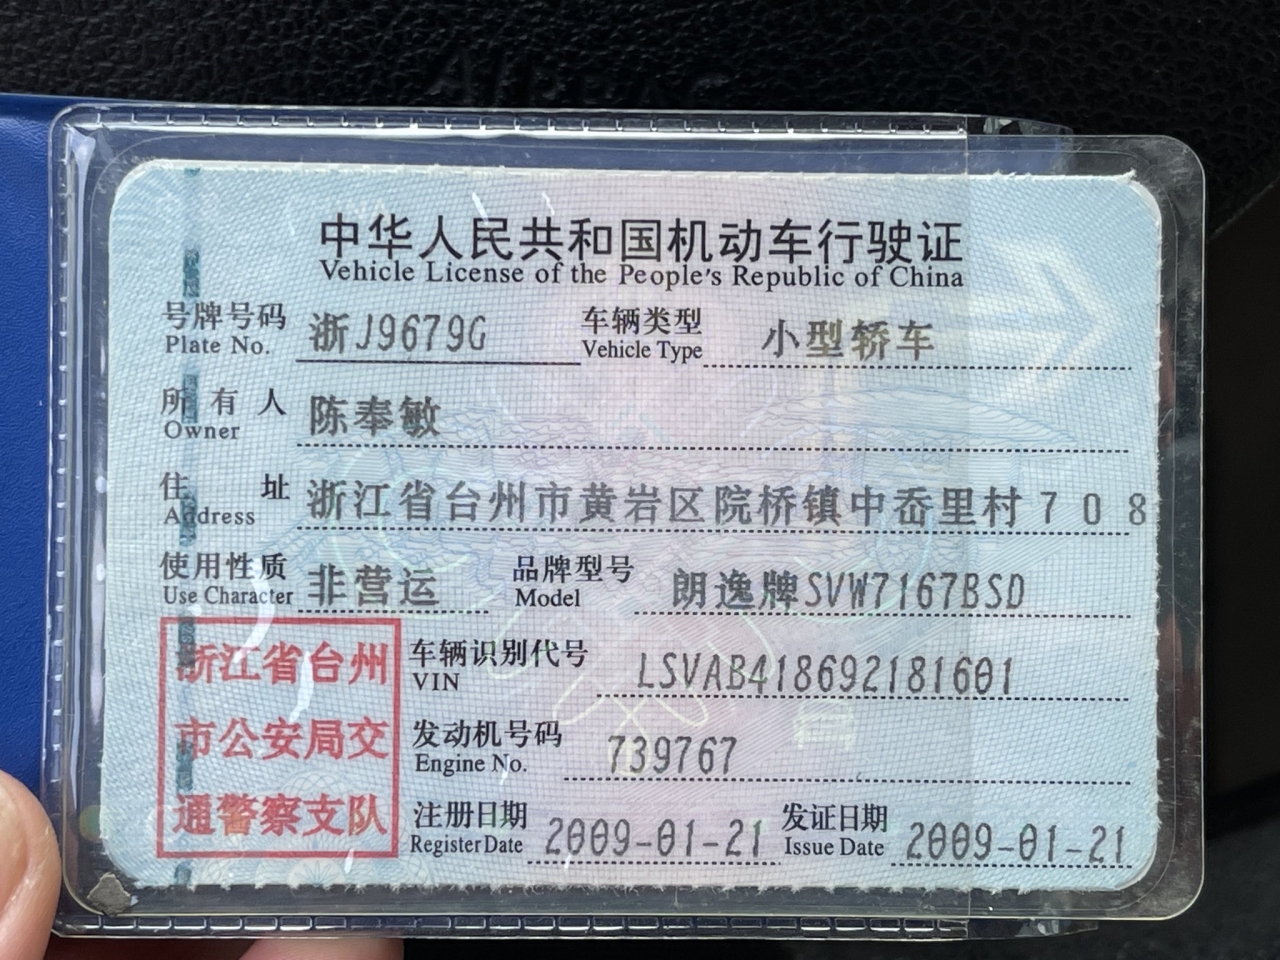 中华人民共和国机动车行驶证
Vehicle License of the People's Republic of China
号牌号码 浙J9679G 车辆类型 小型轿车
Plate No. Vehicle Type
所有人 陈奉敏
Owner
住址 浙江省台州市黄岩区院桥镇中岙里村708
Address
使用性质 非营运 品牌型号 朗逸牌SVW7167BSD
Use Character Model
车辆识别代号 LSVAB418692181601
VIN
发动机号码 739767
Engine No.
注册日期 2009-01-21 发证日期 2009-01-21
Register Date Issue Date
浙江省台州
市公安局交
通警察支队